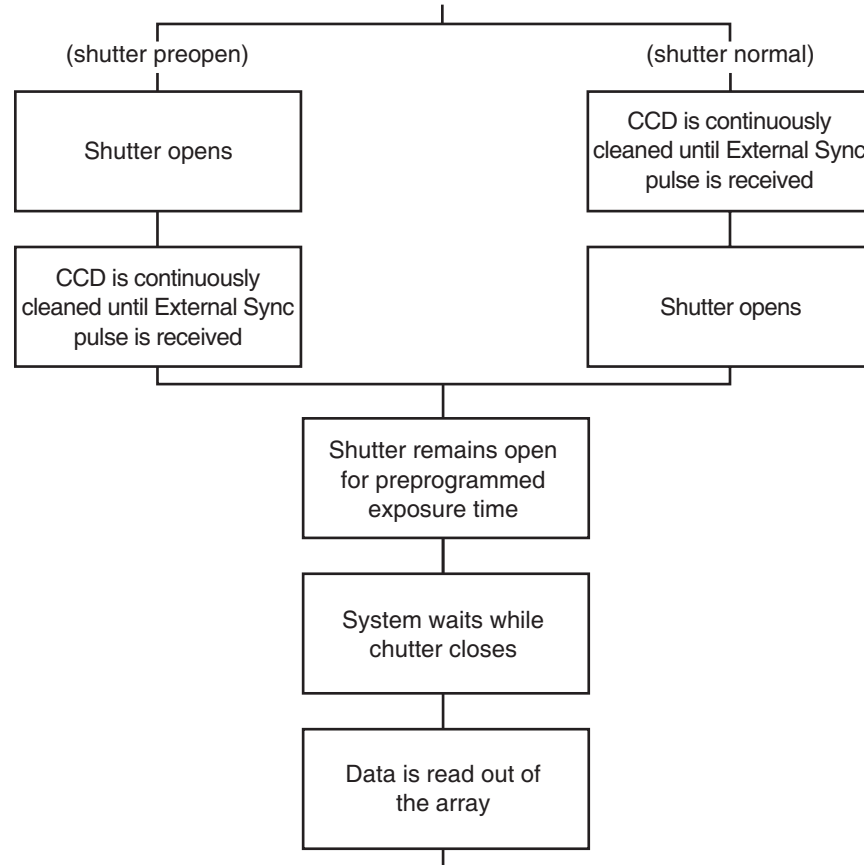 (shutter preopen)
(shutter normal)
Shutter opens
CCD is continuously
cleaned until External Sync
pulse is received
CCD is continuously
cleaned until External Sync
pulse is received
Shutter opens
Shutter remains open
for preprogrammed
exposure time
System waits while
chutter closes
Data is read out of
the array